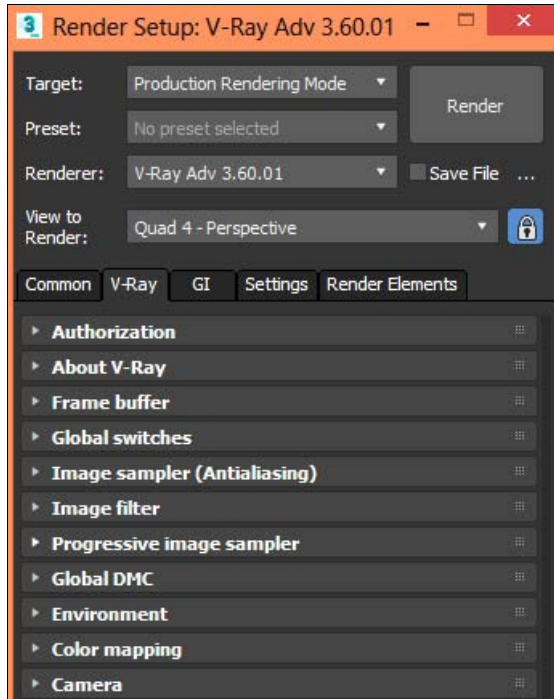 3 Render Setup: V-Ray Adv 3.60.01
Target: Production Rendering Mode
Render
Preset: No preset selected
Renderer: V-Ray Adv 3.60.01 Save File ...
View to
Render: Quad 4 - Perspective
Common V-Ray GI Settings Render Elements
Authorization
About V-Ray
Frame buffer
Global switches
Image sampler (Antialiasing)
Image filter
Progressive image sampler
Global DMC
Environment
Color mapping
Camera